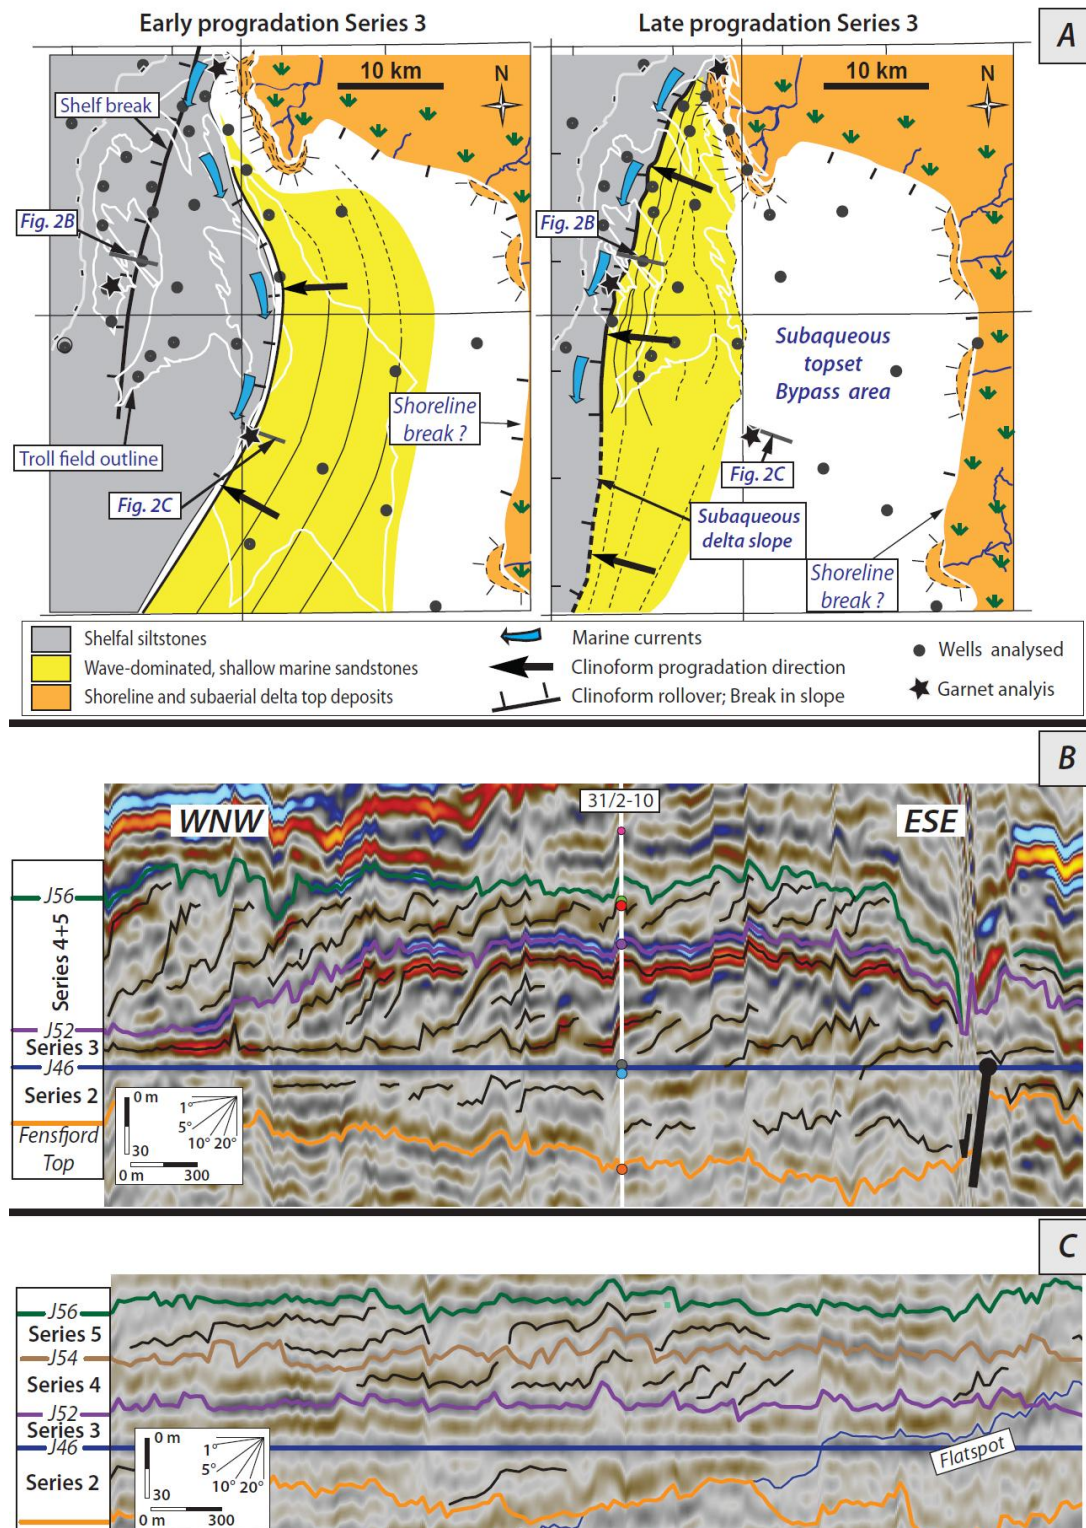 Early progradation Series 3
Late progradation Series 3
A
10 km
N
Shelf break
Fig. 2B
Troll field outline
Fig. 2C
Shoreline
break ?
10 km
N
Fig. 2B
Subaqueous
topset
Bypass area
Fig. 2C
Subaqueous
delta slope
Shoreline
break ?
Shelfal siltstones
Wave-dominated, shallow marine sandstones
Shoreline and subaerial delta top deposits
Marine currents
Clinoform progradation direction
Clinoform rollover; Break in slope
Wells analysed
Garnet analyis
B
WNW
31/2-10
ESE
J56
Series 4+5
J52
Series 3
J46
Series 2
Fensfjord
Top
0 m
30
1°
5°
10° 20°
0 m 300
C
J56
Series 5
J54
Series 4
J52
Series 3
J46
Series 2
0 m
30
1°
5°
10° 20°
0 m 300
Flatspot